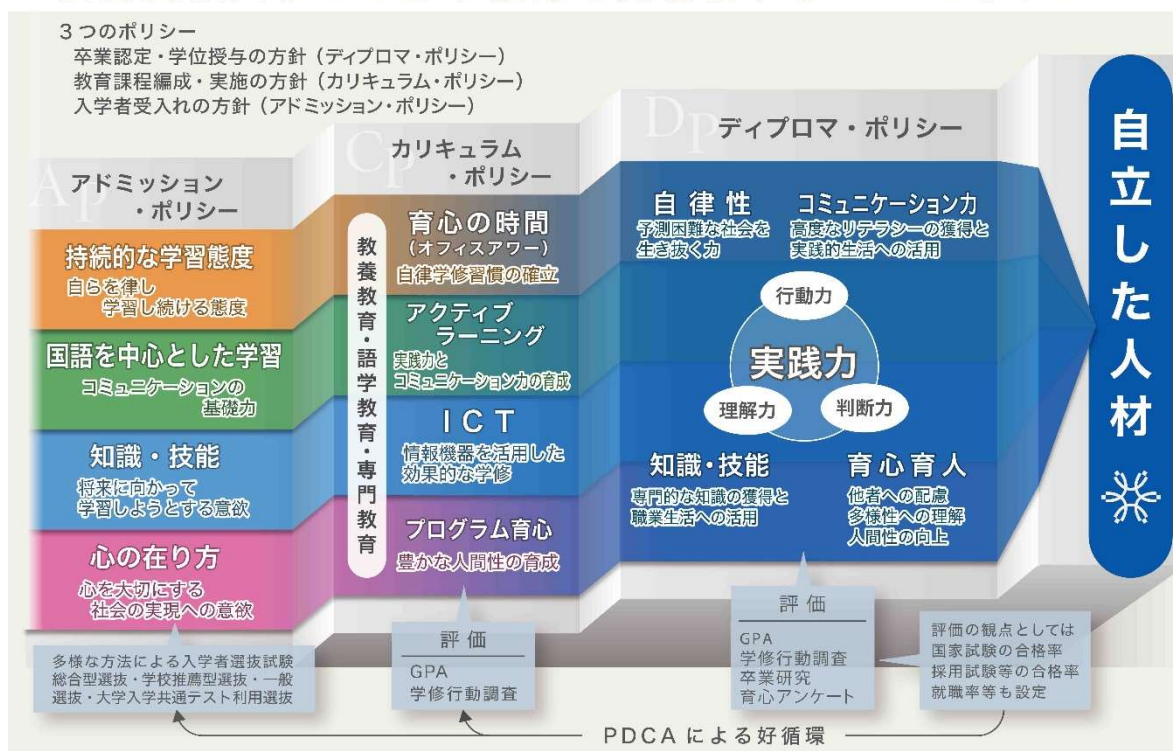 3つのポリシー
卒業認定・学位授与の方針(ディプロマ・ポリシー)
教育課程編成・実施の方針(カリキュラム・ポリシー)
入学者受入れの方針(アドミッション・ポリシー)
AP
アドミッション
・ポリシー
持続的な学習態度
自らを律し
学習し続ける態度
国語を中心とした学習
コミュニケーションの
基礎力
知識・技能
将来に向かって
学習しようとする意欲
心の在り方
心を大切にする
社会の実現への意欲
多様な方法による入学者選抜試験
総合型選抜・学校推薦型選抜・一般
選抜・大学入学共通テスト利用選抜
CP
カリキュラム
・ポリシー
教養教育・語学教育・専門教育
育心の時間
(オフィスアワー)
自律学修習慣の確立
アクティブ
ラーニング
実践力と
コミュニケーション力の育成
ICT
情報機器を活用した
効果的な学修
プログラム育心
豊かな人間性の育成
評価
GPA
学修行動調査
DP
ディプロマ・ポリシー
自律性
予測困難な社会を
生き抜く力
コミュニケーション力
高度なリテラシーの獲得と
実践的生活への活用
行動力
実践力
理解力
判断力
知識・技能
専門的な知識の獲得と
職業生活への活用
育心育人
他者への配慮
多様性への理解
人間性の向上
評価
GPA
学修行動調査
卒業研究
育心アンケート
評価の観点としては
国家試験の合格率
採用試験等の合格率
就職率等も設定
自立した人材
PDCAによる好循環